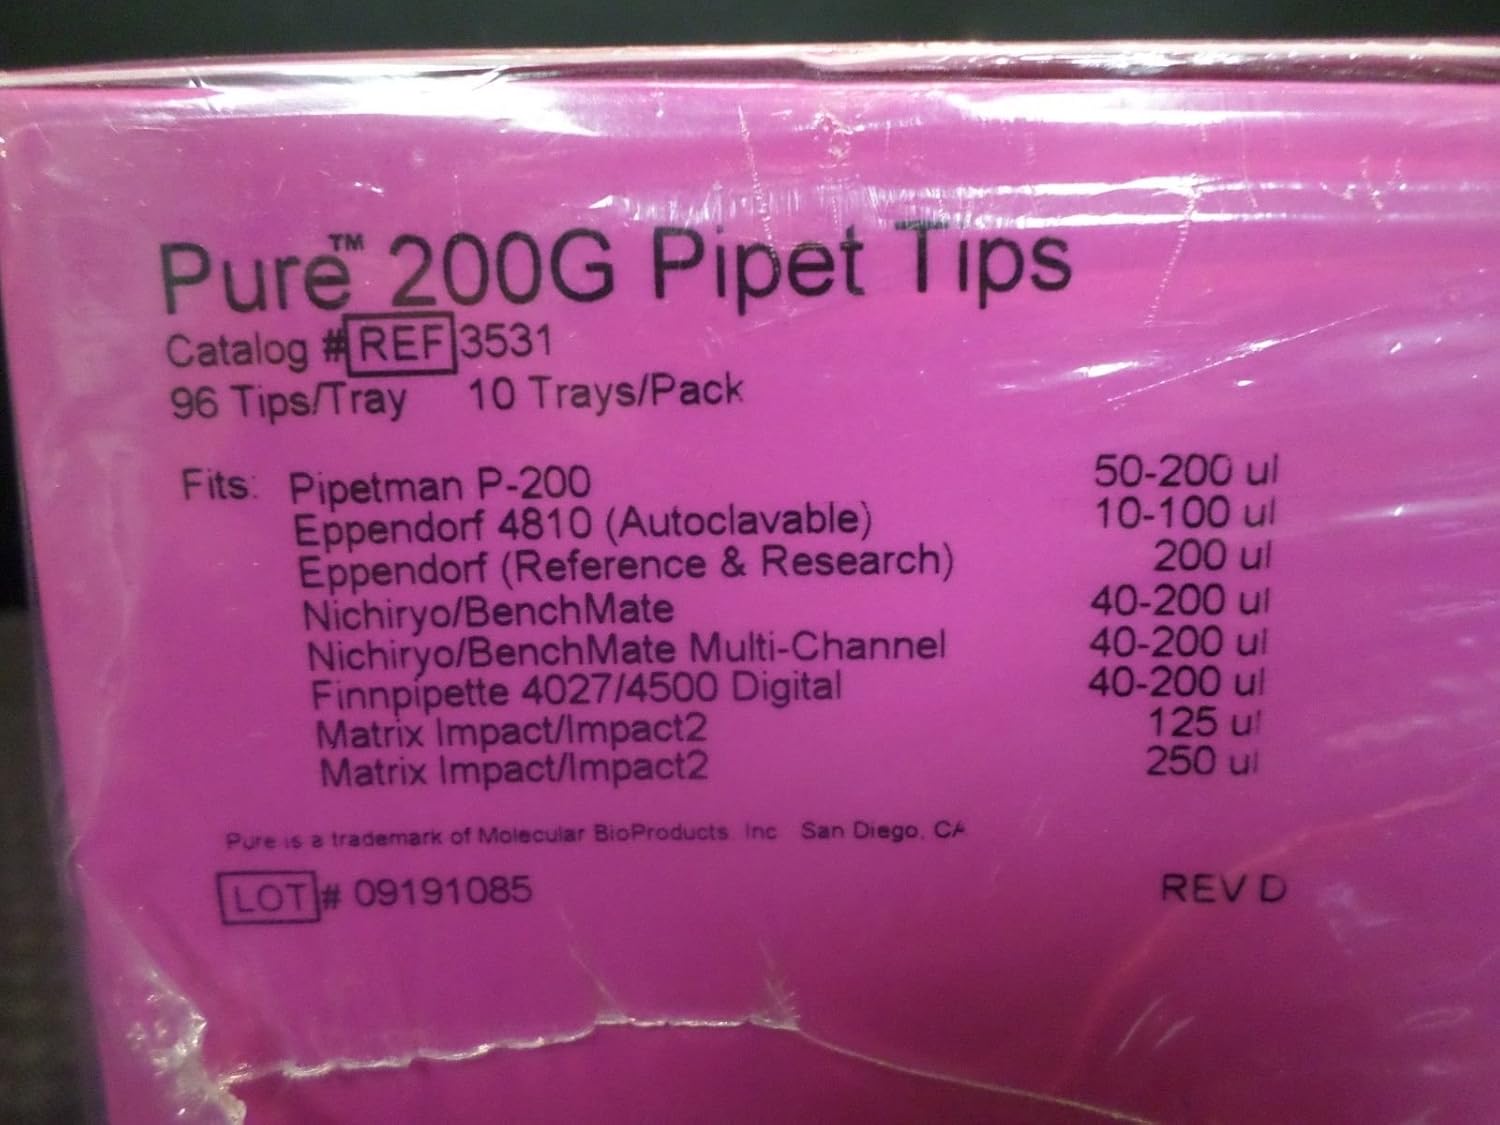 Pure™ 200G Pipet Tips
Catalog # REF 3531
96 Tips/Tray 10 Trays/Pack
Fits: Pipetman P-200 50-200 ul
Eppendorf 4810 (Autoclavable) 10-100 ul
Eppendorf (Reference & Research) 200 ul
Nichiryo/BenchMate 40-200 ul
Nichiryo/BenchMate Multi-Channel 40-200 ul
Finnpipette 4027/4500 Digital 40-200 ul
Matrix Impact/Impact2 125 ul
Matrix Impact/Impact2 250 ul
Pure is a trademark of Molecular BioProducts Inc San Diego, CA
LOT # 09191085 REV D